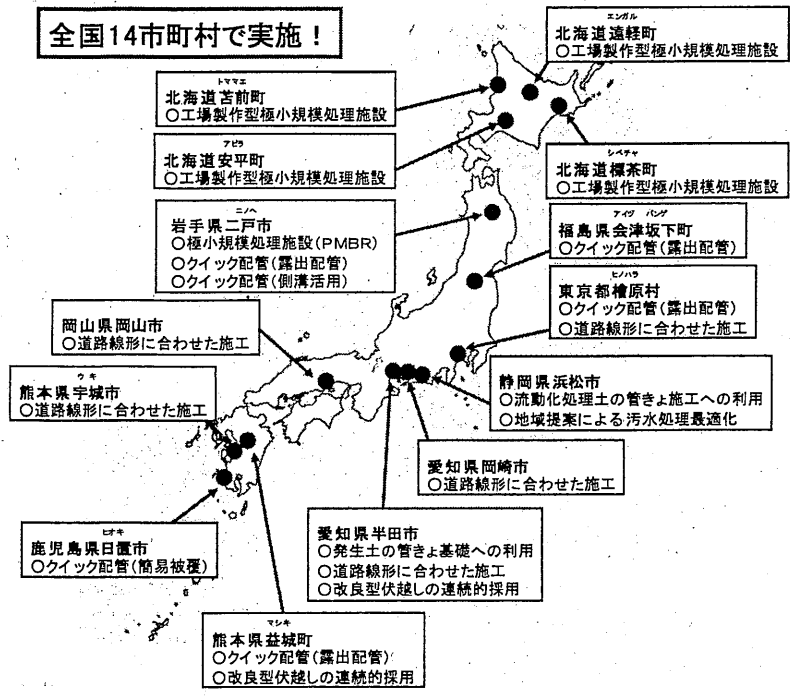 全国14市町村で実施！
エンガル
北海道遠軽町
○工場製作型極小規模処理施設
トママエ
北海道苫前町
○工場製作型極小規模処理施設
アビラ
北海道安平町
○工場製作型極小規模処理施設
シベチャ
北海道標茶町
○工場製作型極小規模処理施設
ニノヘ
岩手県二戸市
○極小規模処理施設(PMBR)
○クイック配管(露出配管)
○クイック配管(側溝活用)
アイヅ バンゲ
福島県会津坂下町
○クイック配管(露出配管)
ヒノハラ
東京都檜原村
○クイック配管(露出配管)
○道路線形に合わせた施工
岡山県岡山市
○道路線形に合わせた施工
ウキ
熊本県宇城市
○道路線形に合わせた施工
静岡県浜松市
○流動化処理土の管きょ施工への利用
○地域提案による汚水処理最適化
愛知県岡崎市
○道路線形に合わせた施工
ヒオキ
鹿児島県日置市
○クイック配管(簡易被覆)
愛知県半田市
○発生土の管きょ基礎への利用
○道路線形に合わせた施工
○改良型伏越しの連続的採用
マシキ
熊本県益城町
○クイック配管(露出配管)
○改良型伏越しの連続的採用